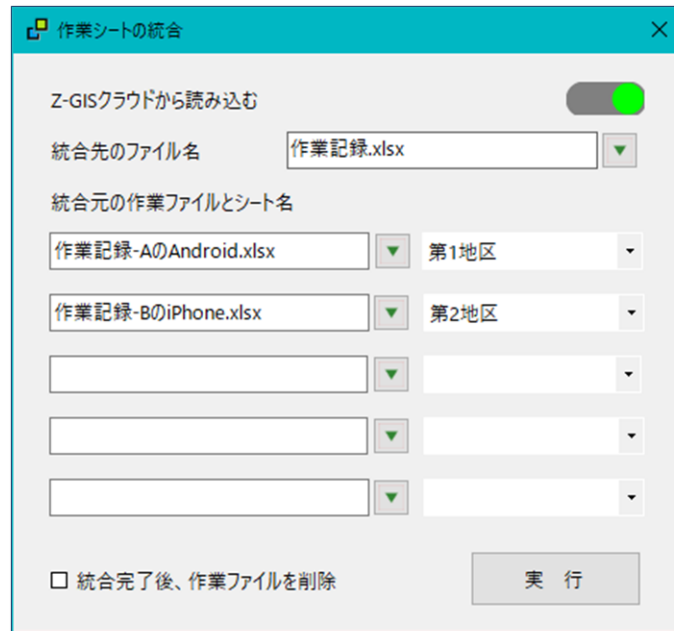 作業シートの統合
Z-GISクラウドから読み込む
統合先のファイル名 作業記録.xlsx
統合元の作業ファイルとシート名
作業記録-AのAndroid.xlsx 第1地区
作業記録-BのiPhone.xlsx 第2地区
統合完了後、作業ファイルを削除 実 行